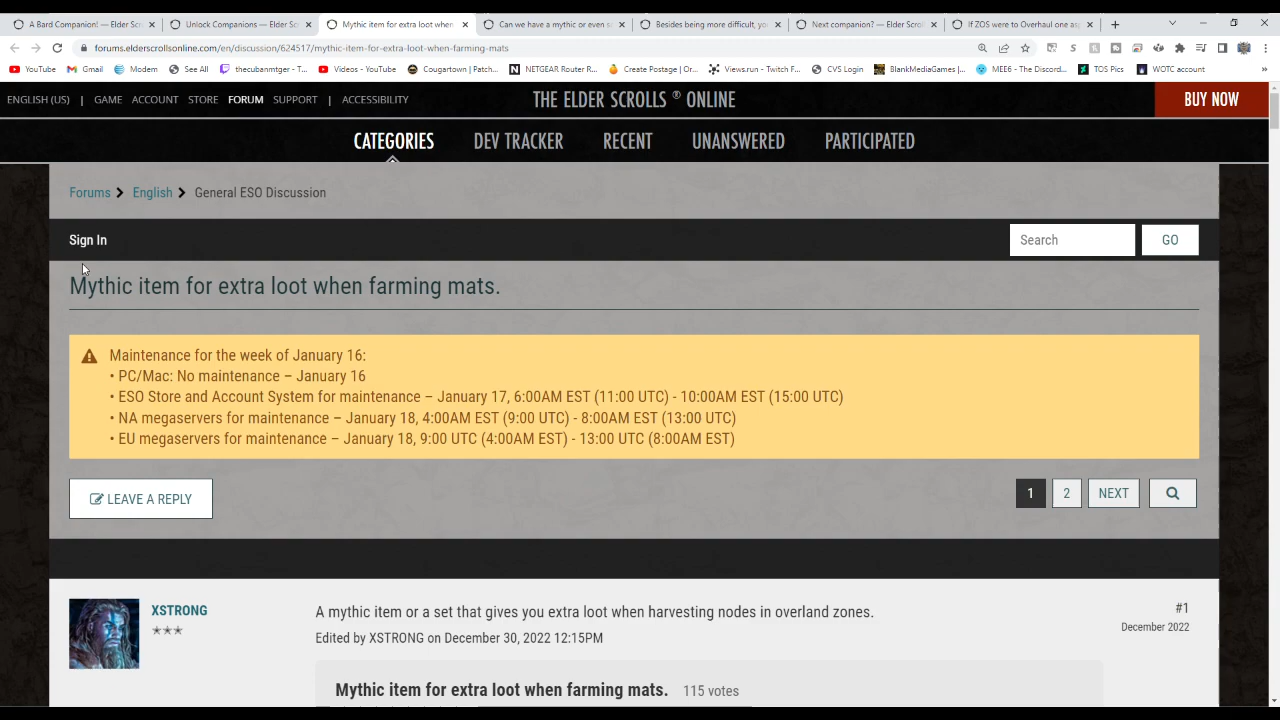 A Bard Companion! — Elder Scr
Unlock Companions — Elder Sc
Mythic item for extra loot when
Can we have a mythic or even s
Besides being more difficult, yo
Next companion? — Elder Scrol
If ZOS were to Overhaul one as
forums.elderscrollsonline.com/en/discussion/624517/mythic-item-for-extra-loot-when-farming-mats
YouTube
Gmail
Modem
See All
thecubanmtger - T...
Videos - YouTube
Cougartown | Patch...
NETGEAR Router R...
Create Postage | Or...
Views.run - Twitch F...
CVS Login
BlankMediaGames |...
MEE6 - The Discord...
TOS Pics
WOTC account
ENGLISH (US) | GAME ACCOUNT STORE FORUM SUPPORT | ACCESSIBILITY
THE ELDER SCROLLS ® ONLINE
BUY NOW
CATEGORIES DEV TRACKER RECENT UNANSWERED PARTICIPATED
Forums > English > General ESO Discussion
Sign In
Search
GO
Mythic item for extra loot when farming mats.
Maintenance for the week of January 16:
• PC/Mac: No maintenance – January 16
• ESO Store and Account System for maintenance – January 17, 6:00AM EST (11:00 UTC) - 10:00AM EST (15:00 UTC)
• NA megaservers for maintenance – January 18, 4:00AM EST (9:00 UTC) - 8:00AM EST (13:00 UTC)
• EU megaservers for maintenance – January 18, 9:00 UTC (4:00AM EST) - 13:00 UTC (8:00AM EST)
LEAVE A REPLY
1 2 NEXT
XSTRONG
A mythic item or a set that gives you extra loot when harvesting nodes in overland zones.
#1
December 2022
Edited by XSTRONG on December 30, 2022 12:15PM
Mythic item for extra loot when farming mats. 115 votes